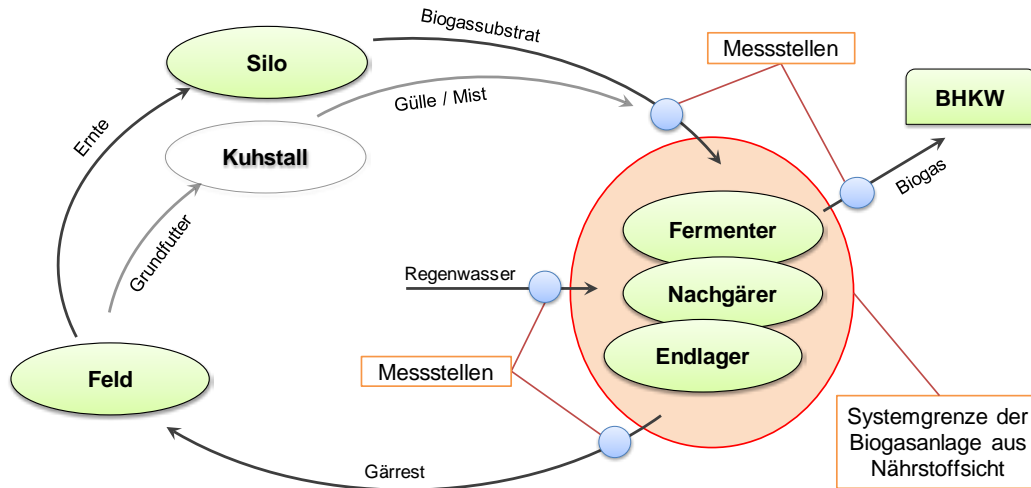 Biogassubstrat
Messstellen
Silo
BHKW
Gülle / Mist
Ernte
Kuhstall
Biogas
Grundfutter
Fermenter
Regenwasser
Nachgärer
Endlager
Messstellen
Feld
Systemgrenze der
Biogasanlage aus
Nährstoffsicht
Gärrest